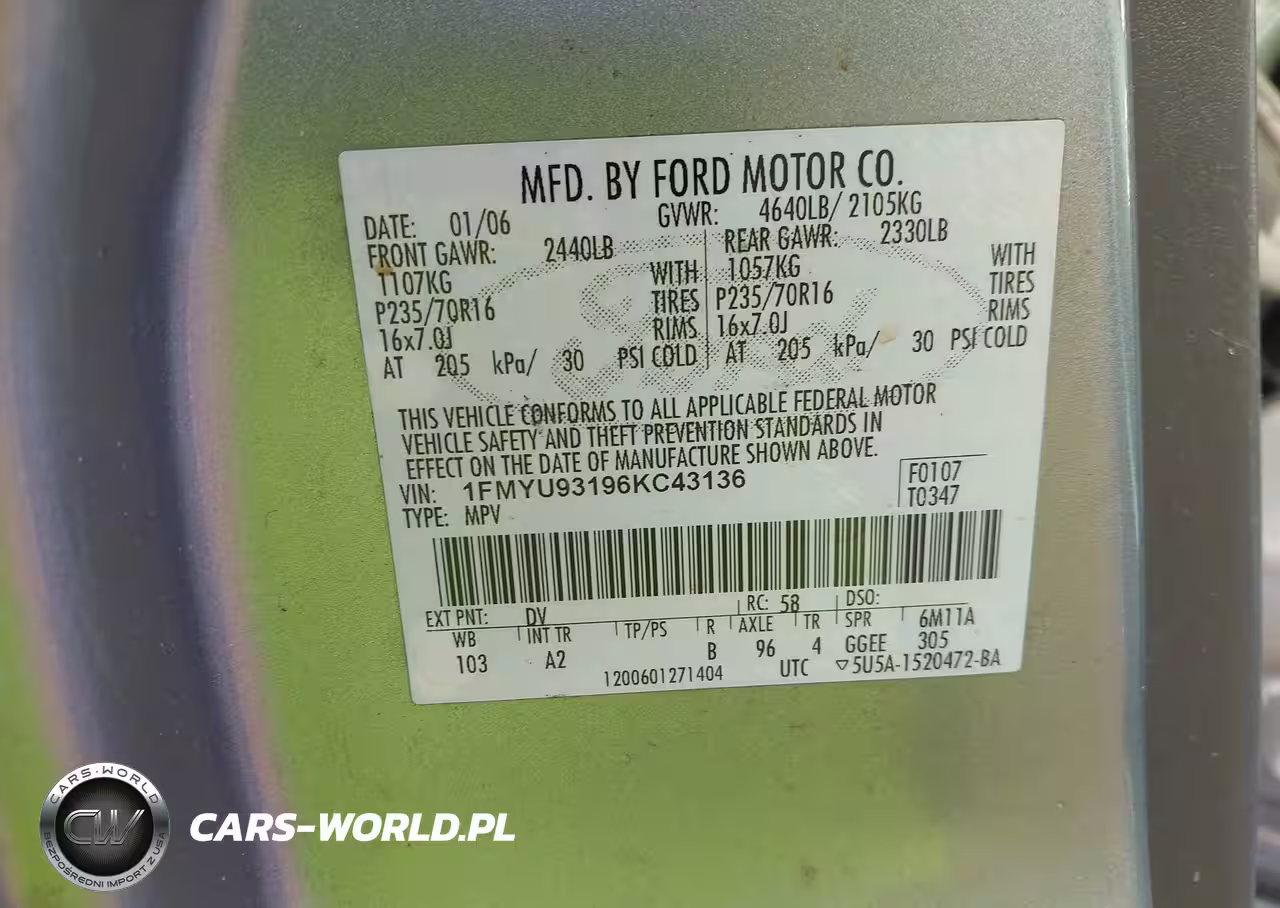 MFD. BY FORD MOTOR CO.
DATE: 01/06 GVWR: 4640LB/ 2105KG
FRONT GAWR: 2440LB REAR GAWR: 2330LB
1107KG WITH 1057KG WITH
P235/70R16 TIRES P235/70R16 TIRES
16x7.0J RIMS 16x7.0J RIMS
AT 205 kPa/ 30 PSI COLD AT 205 kPa/ 30 PSI COLD
THIS VEHICLE CONFORMS TO ALL APPLICABLE FEDERAL MOTOR
VEHICLE SAFETY AND THEFT PREVENTION STANDARDS IN
EFFECT ON THE DATE OF MANUFACTURE SHOWN ABOVE.
VIN: 1FMYU93196KC43136 F0107
TYPE: MPV T0347
EXT PNT: DV RC: 58 DSO:
WB INT TR TP/PS R AXLE TR SPR 6M11A
103 A2 B 96 4 GGEE 305
1200601271404 UTC ▽5U5A-1520472-BA
CARS-WORLD
CW
BEZPOŚREDNI IMPORT Z USA
CARS-WORLD.PL